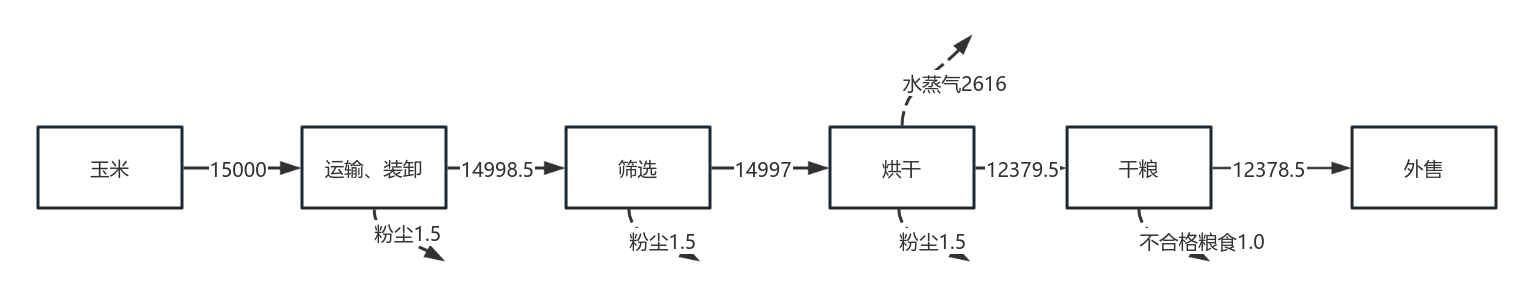 水蒸气2616
玉米
15000
运输、装卸
14998.5
筛选
14997
烘干
12379.5
干粮
12378.5
外售
粉尘1.5
粉尘1.5
粉尘1.5
不合格粮食1.0